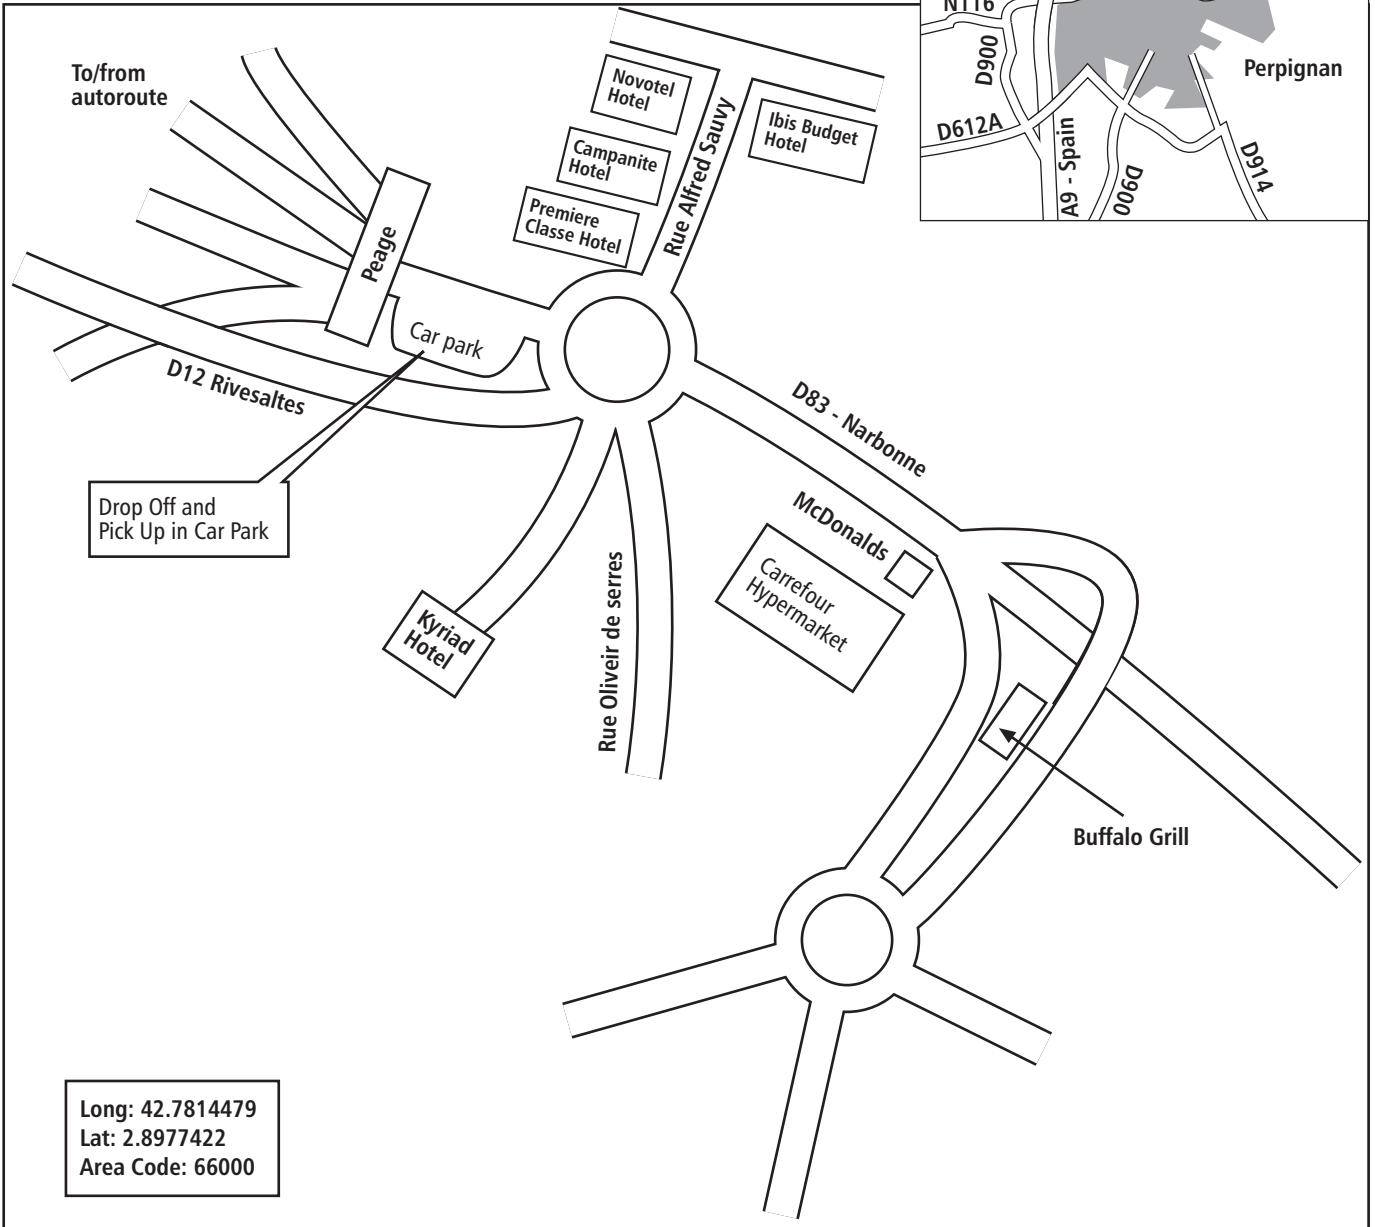 N116
D900
Perpignan
D612A
A9 - Spain
D900
D914
To/from
autoroute
Novotel
Hotel
Ibis Budget
Hotel
Campanite
Hotel
Premiere
Classe Hotel
Rue Alfred Sauvy
Peage
Car park
D12 Rivesaltes
D83 - Narbonne
Drop Off and
Pick Up in Car Park
McDonalds
Carrefour
Hypermarket
Kyriad
Hotel
Rue Oliveir de serres
Buffalo Grill
Long: 42.7814479
Lat: 2.8977422
Area Code: 66000